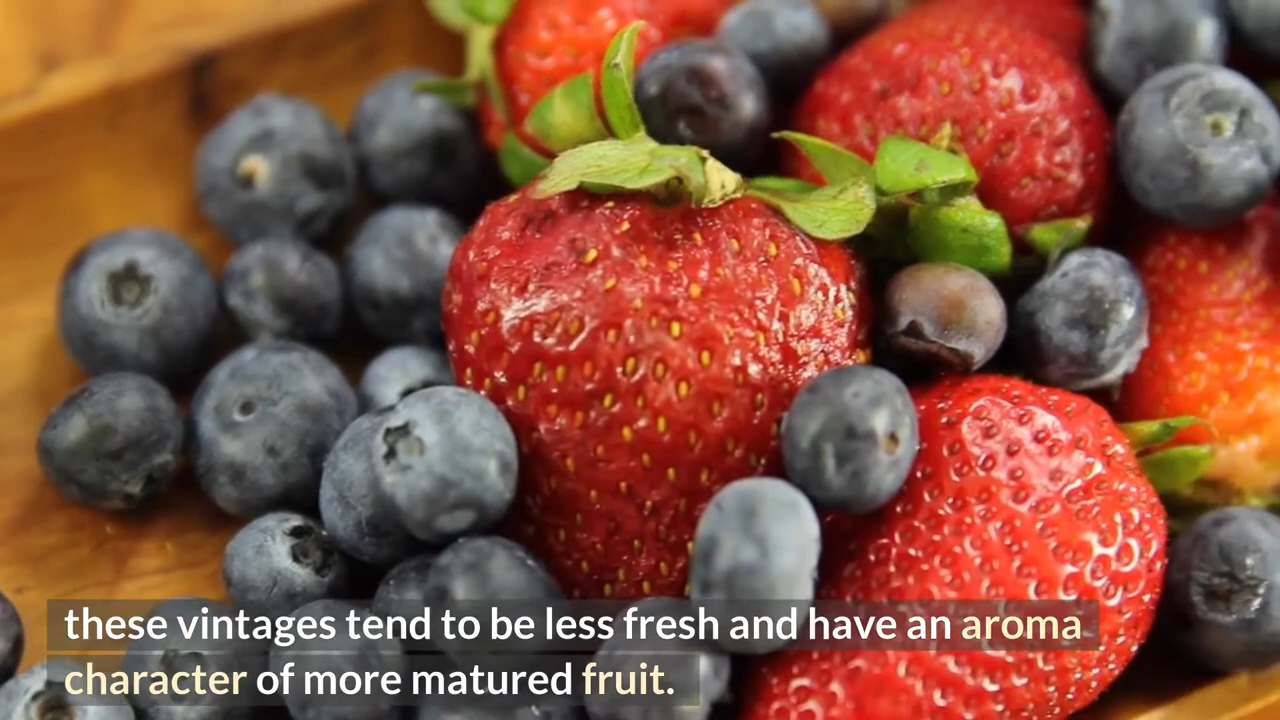 these vintages tend to be less fresh and have an aroma
character of more matured fruit.